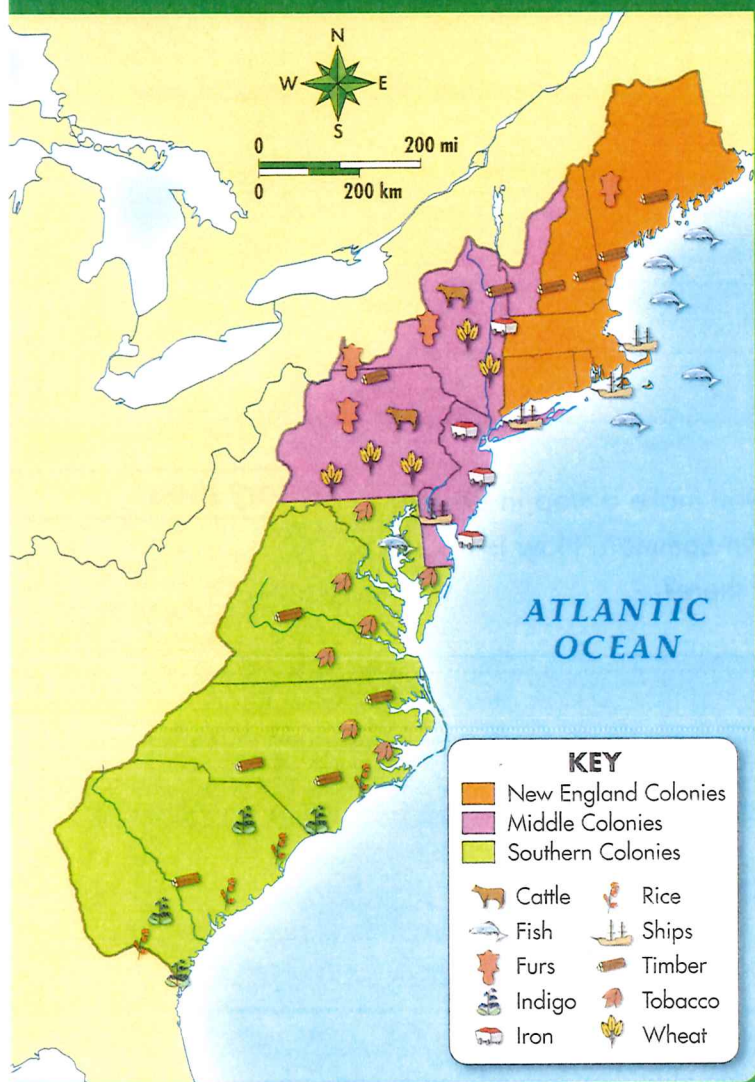 N
W E
S
0 200 mi
0 200 km
ATLANTIC
OCEAN
KEY
New England Colonies
Middle Colonies
Southern Colonies
Cattle Rice
Fish Ships
Furs Timber
Indigo Tobacco
Iron Wheat